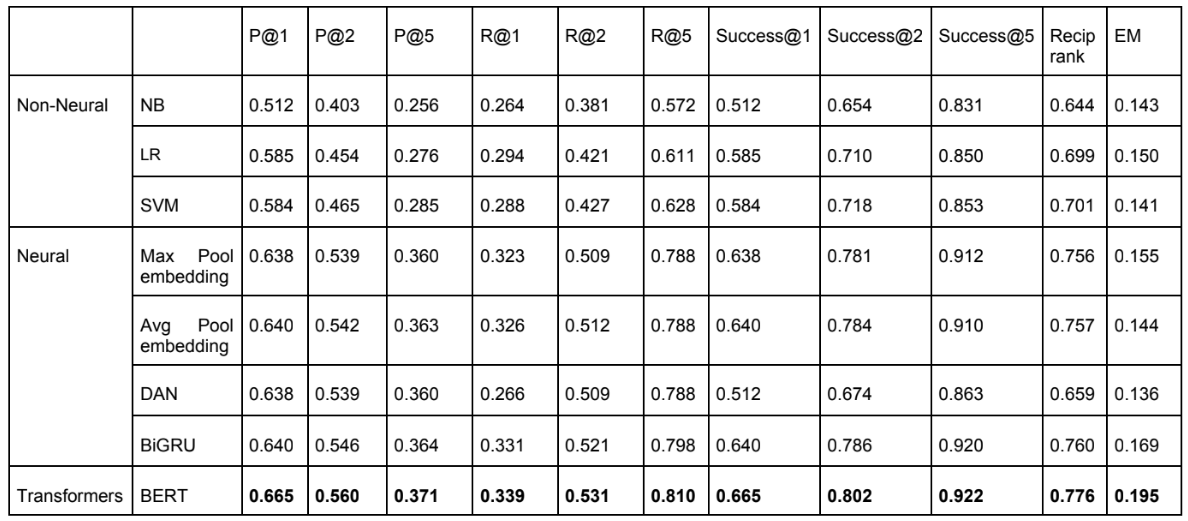 P@1 P@2 P@5 R@1 R@2 R@5 Success@1 Success@2 Success@5 Recip rank EM
Non-Neural NB 0.512 0.403 0.256 0.264 0.381 0.572 0.512 0.654 0.831 0.644 0.143
LR 0.585 0.454 0.276 0.294 0.421 0.611 0.585 0.710 0.850 0.699 0.150
SVM 0.584 0.465 0.285 0.288 0.427 0.628 0.584 0.718 0.853 0.701 0.141
Neural Max Pool embedding 0.638 0.539 0.360 0.323 0.509 0.788 0.638 0.781 0.912 0.756 0.155
Avg Pool embedding 0.640 0.542 0.363 0.326 0.512 0.788 0.640 0.784 0.910 0.757 0.144
DAN 0.638 0.539 0.360 0.266 0.509 0.788 0.512 0.674 0.863 0.659 0.136
BiGRU 0.640 0.546 0.364 0.331 0.521 0.798 0.640 0.786 0.920 0.760 0.169
Transformers BERT 0.665 0.560 0.371 0.339 0.531 0.810 0.665 0.802 0.922 0.776 0.195